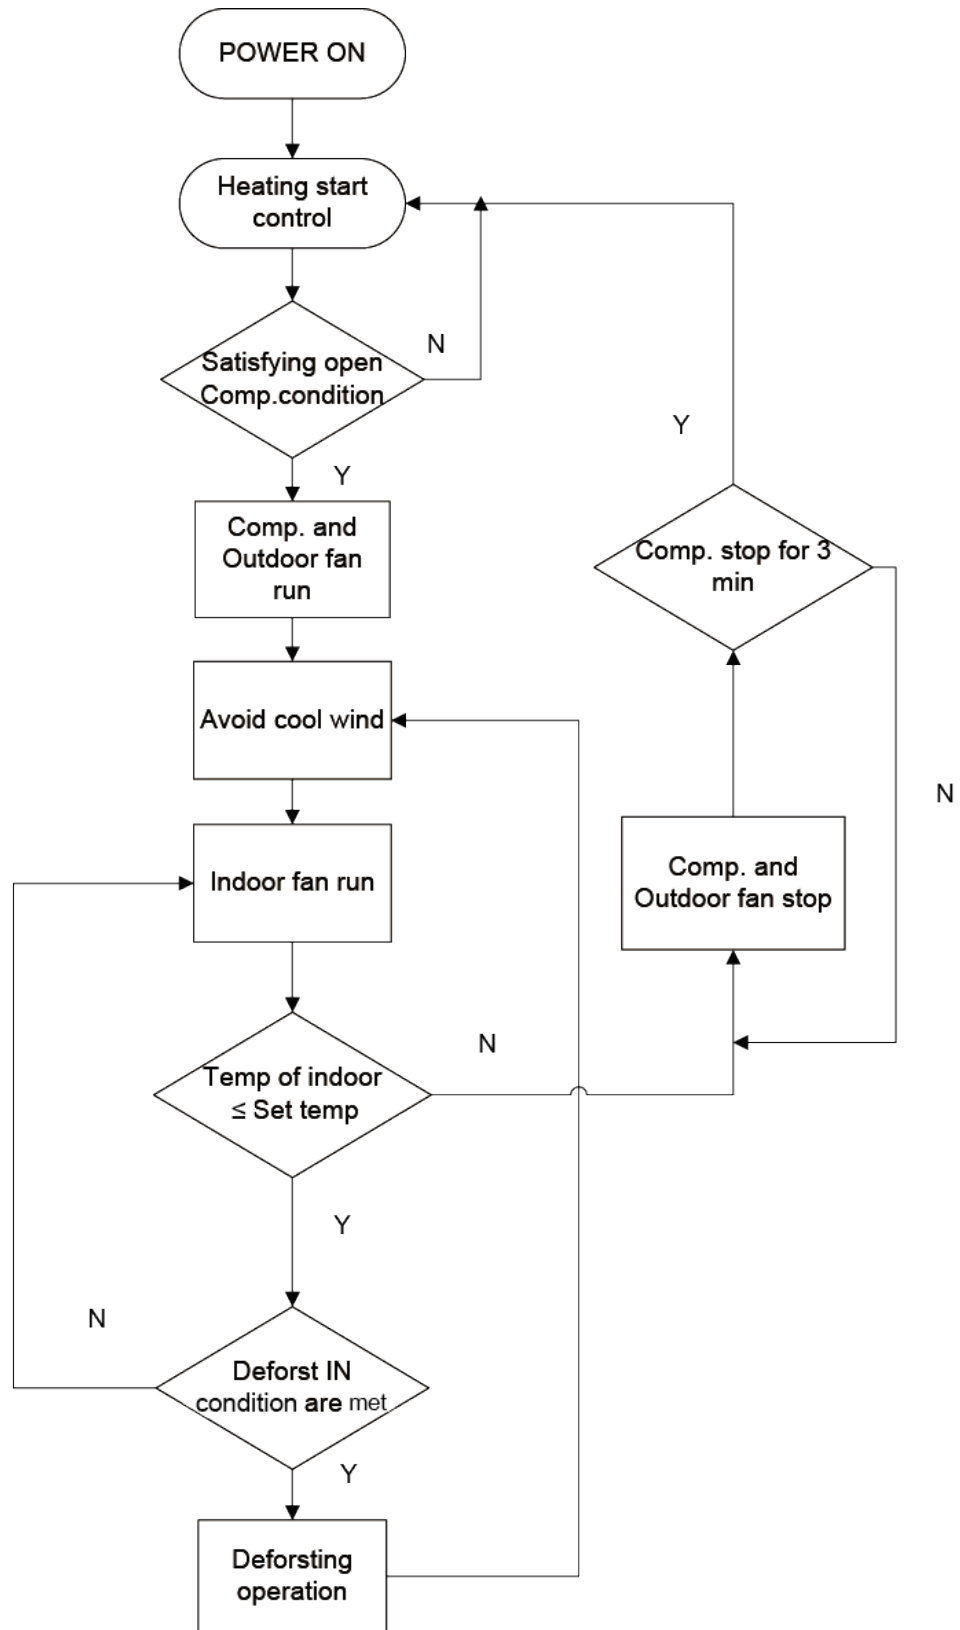 POWER ON
Heating start
control
N
Satisfying open
Comp.condition
Y
Y
Comp. and
Outdoor fan
run
Comp. stop for 3
min
Avoid cool wind
N
Indoor fan run
Comp. and
Outdoor fan stop
N
Temp of indoor
≤ Set temp
Y
N
Deforst IN
condition are met
Y
Deforsting
operation